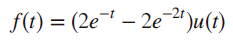 f(t) = (2e⁻ᵗ − 2e⁻²ᵗ)u(t)